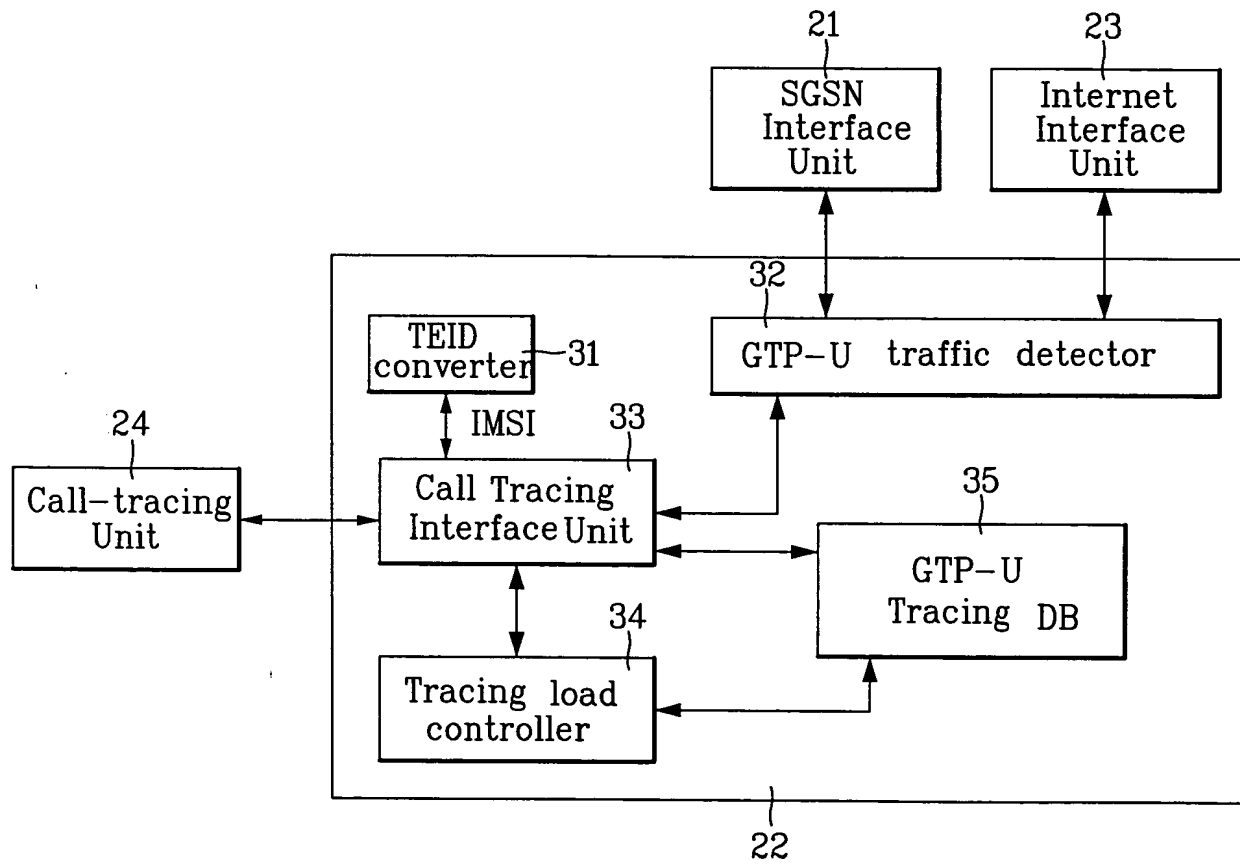 21
23
SGSN
Interface
Unit
Internet
Interface
Unit
32
GTP-U traffic detector
TEID
converter
31
IMSI
33
24
Call-tracing
Unit
Call Tracing
Interface Unit
35
GTP-U
Tracing DB
34
Tracing load
controller
22